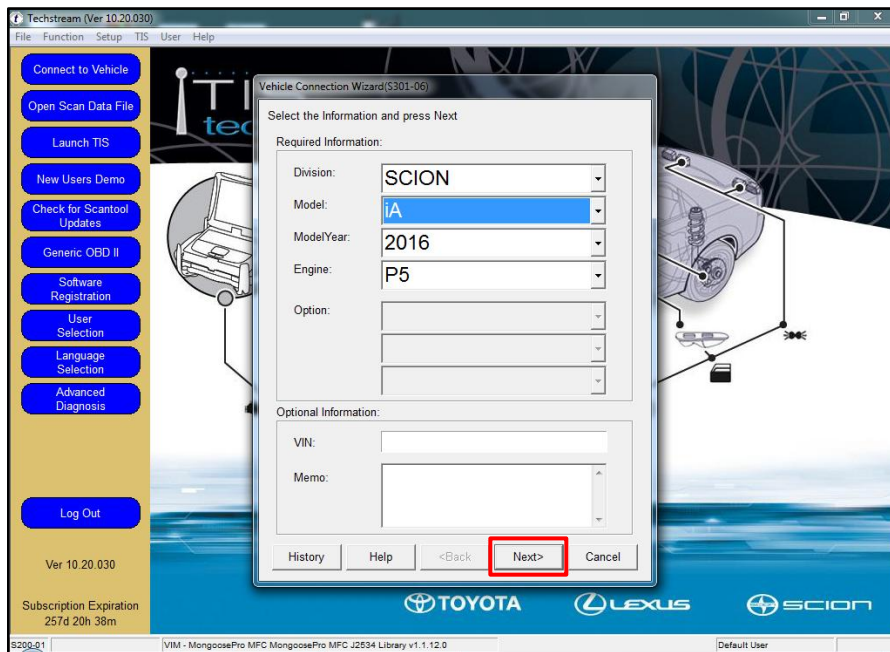 Techstream (Ver 10.20.030)
File Function Setup TIS User Help
Connect to Vehicle
Open Scan Data File
Launch TIS
New Users Demo
Check for Scantool
Updates
Generic OBD II
Software
Registration
User
Selection
Language
Selection
Advanced
Diagnosis
Log Out
Ver 10.20.030
Subscription Expiration
257d 20h 38m
Vehicle Connection Wizard(S301-06)
Select the Information and press Next
Required Information:
Division: SCION
Model: iA
ModelYear: 2016
Engine: P5
Option:
Optional Information:
VIN:
Memo:
History Help <Back Next> Cancel
TOYOTA LEXUS SCION
S200-01 VIM - MongoosePro MFC MongoosePro MFC J2534 Library v1.1.12.0 Default User